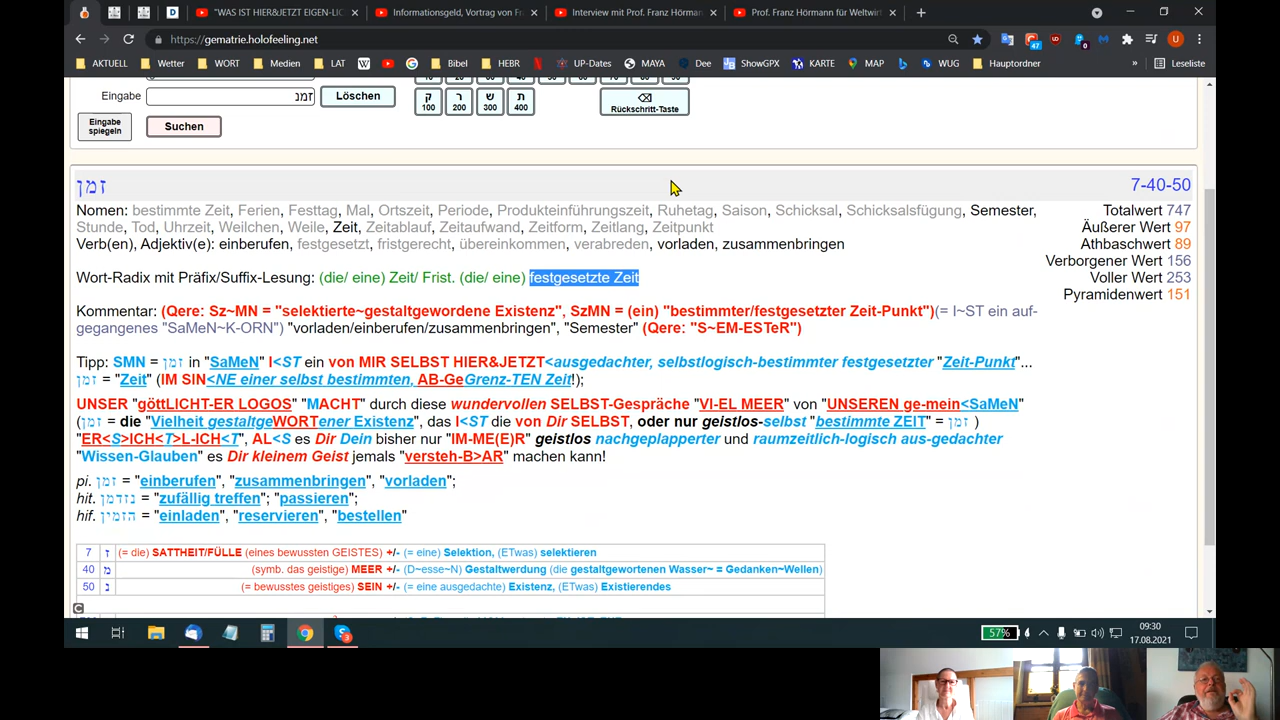 "WAS IST HIER&JETZT EIGEN-LIC
Informationsgeld, Vortrag von Fr
Interview mit Prof. Franz Hörman
Prof. Franz Hörmann für Weltwirt
https://gematrie.holofeeling.net
AKTUELL Wetter WORT Medien LAT Bibel HEBR UP-Dates MAYA Dee ShowGPX KARTE MAP WUG Hauptordner » Leseliste
Eingabe זמנ Löschen
ק 100 ר 200 ש 300 ת 400 Rückschritt-Taste
Eingabe spiegeln Suchen
זמן 7-40-50
Nomen: bestimmte Zeit, Ferien, Festtag, Mal, Ortszeit, Periode, Produkteinführungszeit, Ruhetag, Saison, Schicksal, Schicksalsfügung, Semester,
Stunde, Tod, Uhrzeit, Weilchen, Weile, Zeit, Zeitablauf, Zeitaufwand, Zeitform, Zeitlang, Zeitpunkt
Verb(en), Adjektiv(e): einberufen, festgesetzt, fristgerecht, übereinkommen, verabreden, vorladen, zusammenbringen
Totalwert 747
Äußerer Wert 97
Athbaschwert 89
Verborgener Wert 156
Voller Wert 253
Pyramidenwert 151
Wort-Radix mit Präfix/Suffix-Lesung: (die/ eine) Zeit/ Frist. (die/ eine) festgesetzte Zeit
Kommentar: (Qere: Sz~MN = "selektierte~gestaltgewordene Existenz", SzMN = (ein) "bestimmter/festgesetzter Zeit-Punkt")(= I~ST ein auf-
gegangenes "SaMeN~K-ORN") "vorladen/einberufen/zusammenbringen", "Semester" (Qere: "S~EM-ESTeR")
Tipp: SMN = זמן in "SaMeN" I<ST ein von MIR SELBST HIER&JETZT<ausgedachter, selbstlogisch-bestimmter festgesetzter "Zeit-Punkt"...
זמן = "Zeit" (IM SIN<NE einer selbst bestimmten, AB-GeGrenz-TEN Zeit!);
UNSER "göttLICHT-ER LOGOS" "MACHT" durch diese wundervollen SELBST-Gespräche "VI-EL MEER" von "UNSEREN ge-mein<SaMeN"
(זמן = die "Vielheit gestaltgeWORTener Existenz", das I<ST die von Dir SELBST, oder nur geistlos-selbst "bestimmte ZEIT" = זמן )
"ER<S>ICH<T>L-ICH<T", AL<S es Dir Dein bisher nur "IM-ME(E)R" geistlos nachgeplapperter und raumzeitlich-logisch aus-gedachter
"Wissen-Glauben" es Dir kleinem Geist jemals "versteh-B>AR" machen kann!
pi. זמן = "einberufen", "zusammenbringen", "vorladen";
hit. נזדמן = "zufällig treffen"; "passieren";
hif. הזמין = "einladen", "reservieren", "bestellen"
7 ז (= die) SATTHEIT/FÜLLE (eines bewussten GEISTES) +/- (= eine) Selektion, (ETwas) selektieren
40 מ (symb. das geistige) MEER +/- (D~esse~N) Gestaltwerdung (die gestaltgewordenen Wasser~ = Gedanken~Wellen)
50 נ (= bewusstes geistiges) SEIN +/- (= eine ausgedachte) Existenz, (ETwas) Existierendes
57% 09:30
17.08.2021